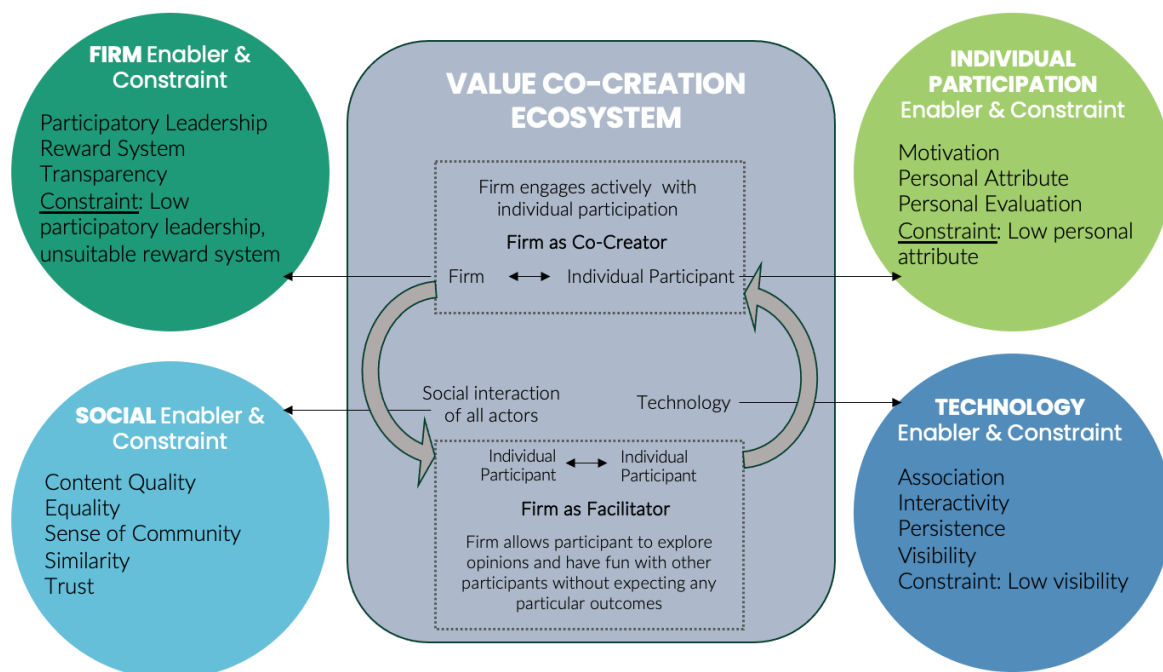 FIRM Enabler &
Constraint
Participatory Leadership
Reward System
Transparency
Constraint: Low
participatory leadership,
unsuitable reward system
VALUE CO-CREATION
ECOSYSTEM
Firm engages actively with
individual participation
Firm as Co-Creator
Firm
Individual Participant
INDIVIDUAL
PARTICIPATION
Enabler & Constraint
Motivation
Personal Attribute
Personal Evaluation
Constraint: Low personal
attribute
SOCIAL Enabler &
Constraint
Content Quality
Equality
Sense of Community
Similarity
Trust
Social interaction
of all actors
Technology
Individual
Participant
Individual
Participant
Firm as Facilitator
Firm allows participant to explore
opinions and have fun with other
participants without expecting any
particular outcomes
TECHNOLOGY
Enabler & Constraint
Association
Interactivity
Persistence
Visibility
Constraint: Low visibility